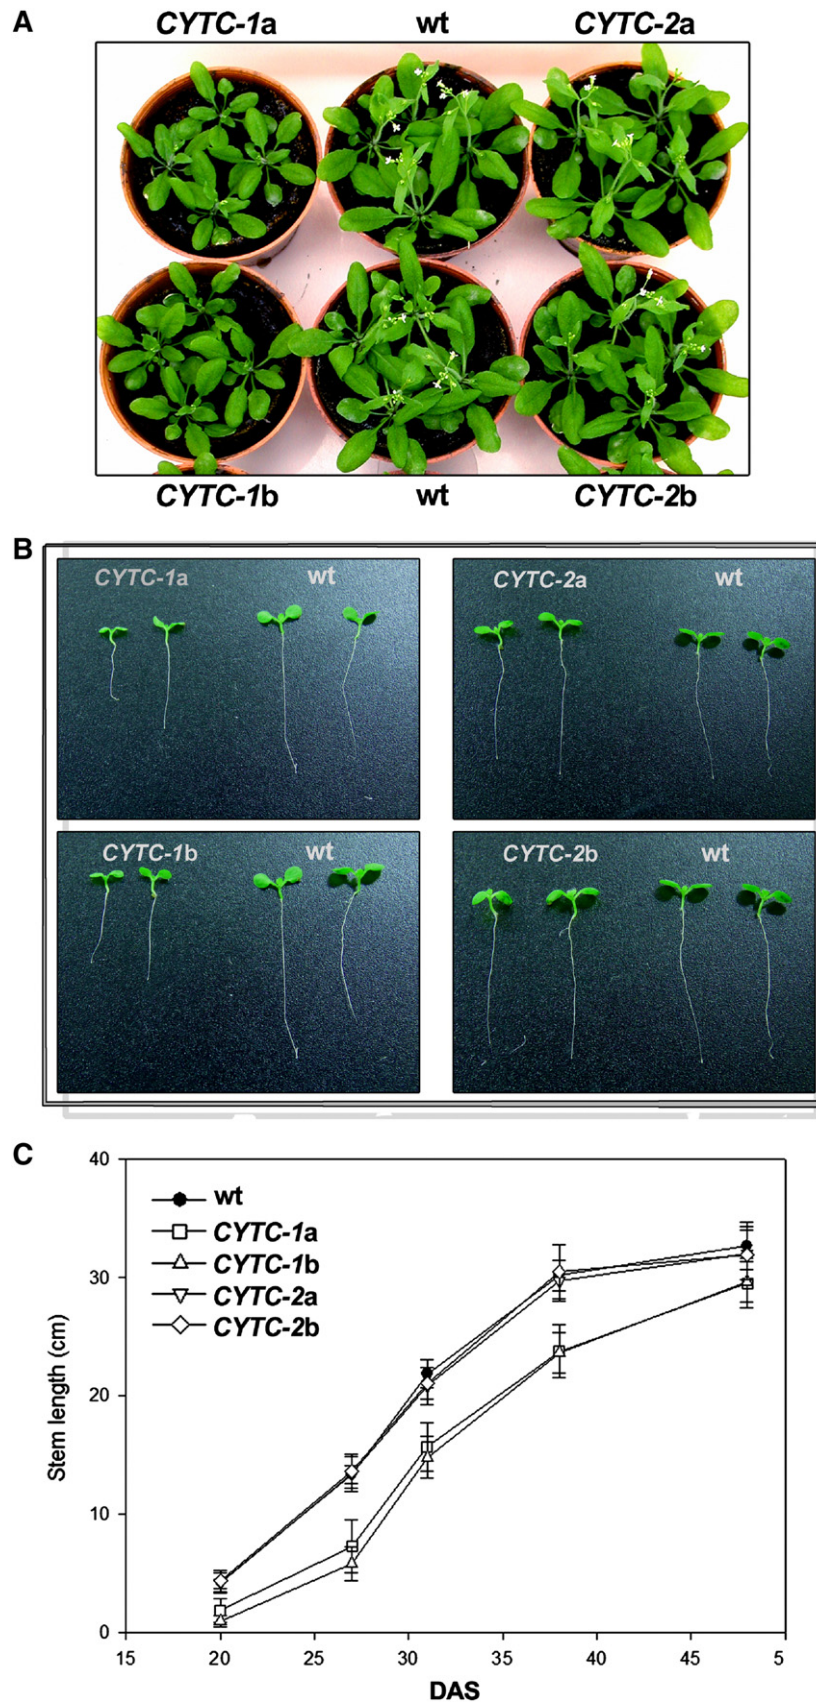 A
CYTC-1a wt CYTC-2a
CYTC-1b wt CYTC-2b
B
CYTC-1a wt CYTC-2a wt
CYTC-1b wt CYTC-2b wt
C
40
30
20
10
0
Stem length (cm)
wt
CYTC-1a
CYTC-1b
CYTC-2a
CYTC-2b
15 20 25 30 35 40 45 5
DAS